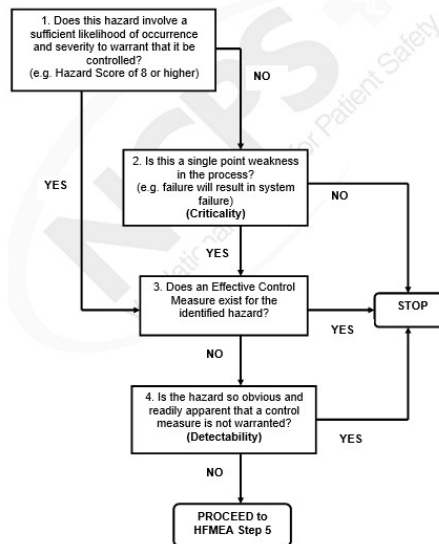 1. Does this hazard involve a
sufficient likelihood of occurrence
and severity to warrant that it be
controlled?
(e.g. Hazard Score of 8 or higher)
NO
YES
2. Is this a single point weakness
in the process?
(e.g. failure will result in system
failure)
(Criticality)
NO
YES
3. Does an Effective Control
Measure exist for the
identified hazard?
YES
STOP
NO
4. Is the hazard so obvious and
readily apparent that a control
measure is not warranted?
(Detectability)
YES
NO
PROCEED to
HFMEA Step 5
NCPS
for Patient Safety